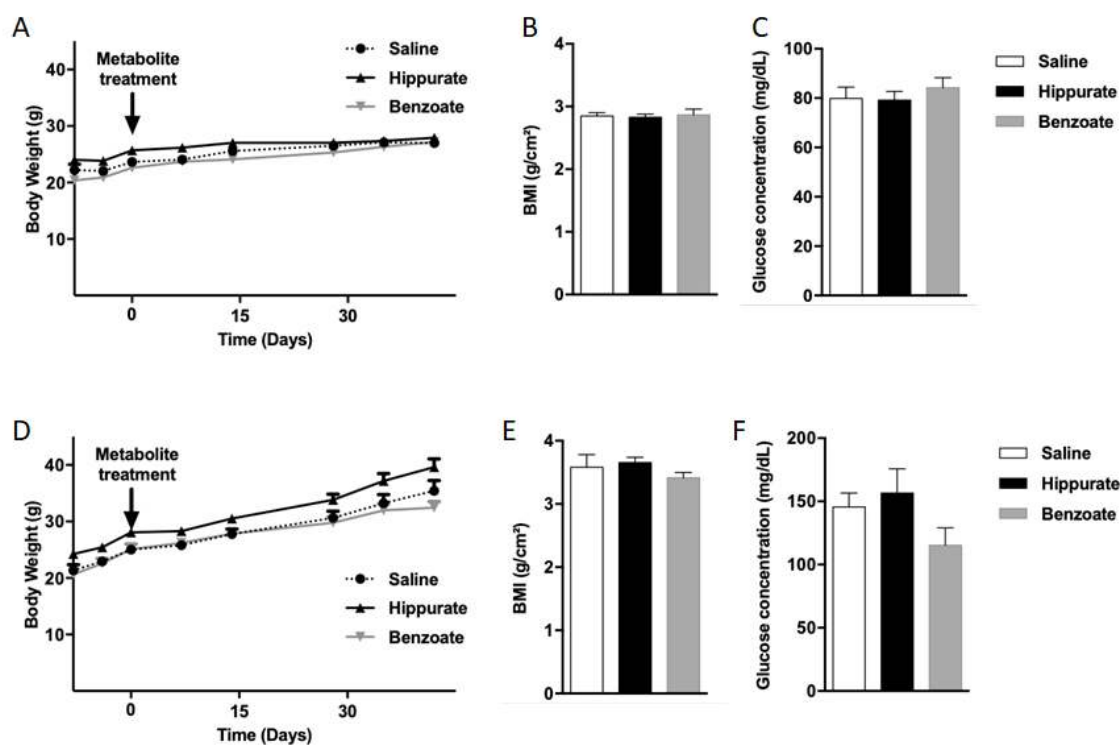 A
Metabolite
treatment
Saline
Hippurate
Benzoate
Body Weight (g)
40
30
20
10
0
15
30
Time (Days)
B
BMI (g/cm²)
4
3
2
1
0
C
Glucose concentration (mg/dL)
100
80
60
40
20
0
Saline
Hippurate
Benzoate
D
Metabolite
treatment
Body Weight (g)
40
30
20
10
Saline
Hippurate
Benzoate
0
15
30
Time (Days)
E
BMI (g/cm²)
4
3
2
1
0
F
Glucose concentration (mg/dL)
200
150
100
50
0
Saline
Hippurate
Benzoate